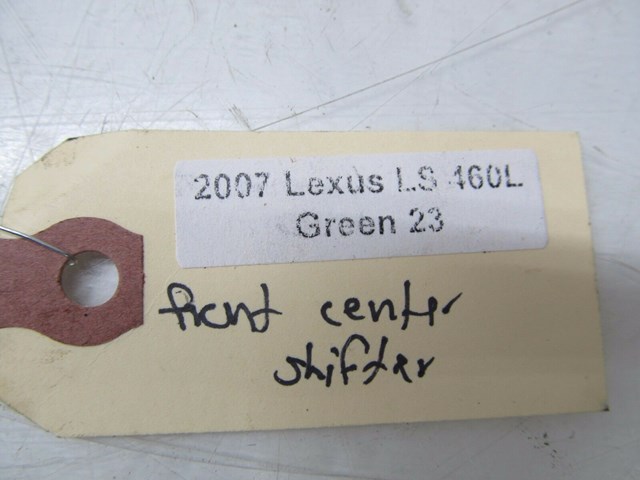 2007 Lexus LS 460L
Green 23
front center
shifter